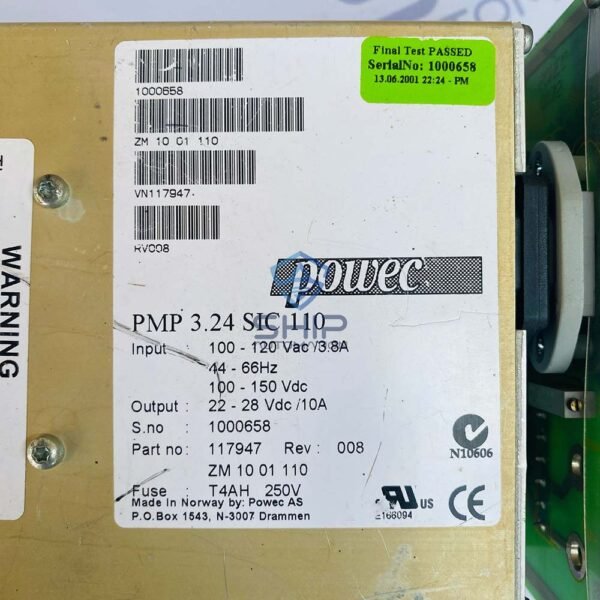 Final Test PASSED
SerialNo: 1000658
13.06.2001 22:24 - PM
1000658
ZM 10 01 110
VN117947
RV008
WARNING
powec
PMP 3.24 SIC 110
SHIP
Input : 100 - 120 Vac /3.8A
44 - 66Hz
100 - 150 Vdc
Output : 22 - 28 Vdc /10A
S.no : 1000658
Part no : 117947 Rev : 008
ZM 10 01 110
Fuse : T4AH 250V
Made in Norway by: Powec AS
P.O.Box 1543, N-3007 Drammen
N10606
c RU US
E166094
CE